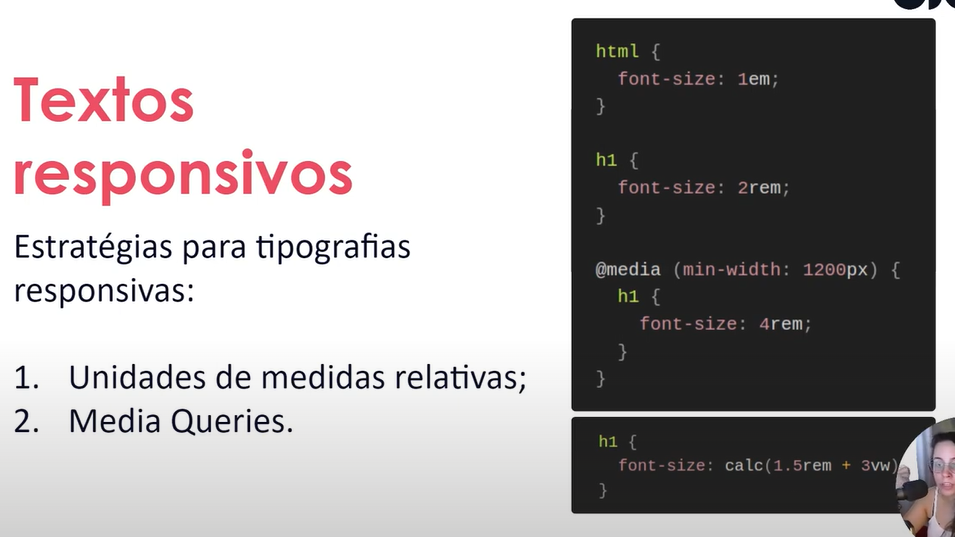 Textos
responsivos
Estratégias para tipografias
responsivas:
1. Unidades de medidas relativas;
2. Media Queries.
html {
font-size: 1em;
}
h1 {
font-size: 2rem;
}
@media (min-width: 1200px) {
h1 {
font-size: 4rem;
}
}
h1 {
font-size: calc(1.5rem + 3vw)
}